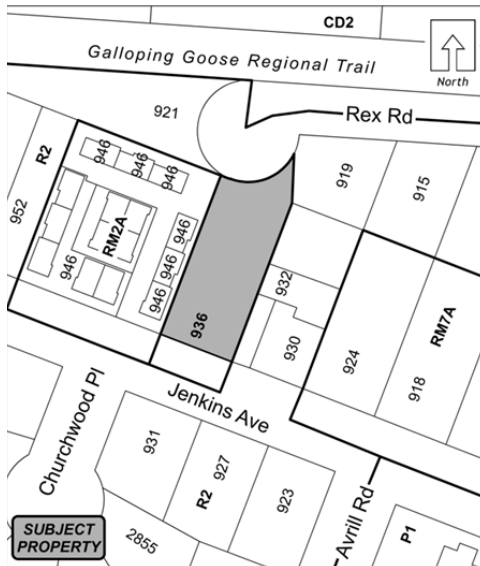 CD2
Galloping Goose Regional Trail
North
921
Rex Rd
R2
946
946
946
919
915
952
RM2A
946
946
946
946
946
932
936
930
924
918
RM7A
Jenkins Ave
Churchwood Pl
931
927
R2
923
Avrill Rd
P1
2855
SUBJECT
PROPERTY